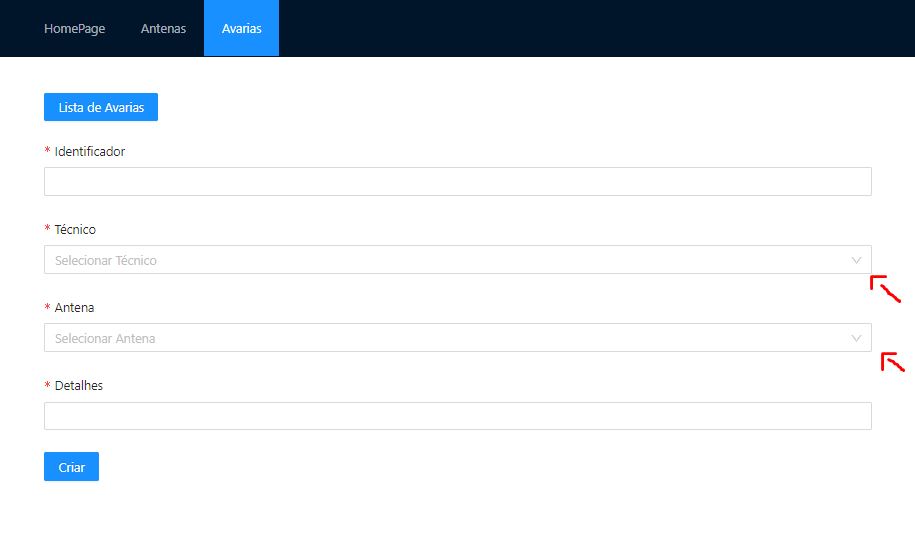 HomePage Antenas Avarias
Lista de Avarias
* Identificador
* Técnico
Selecionar Técnico
* Antena
Selecionar Antena
* Detalhes
Criar